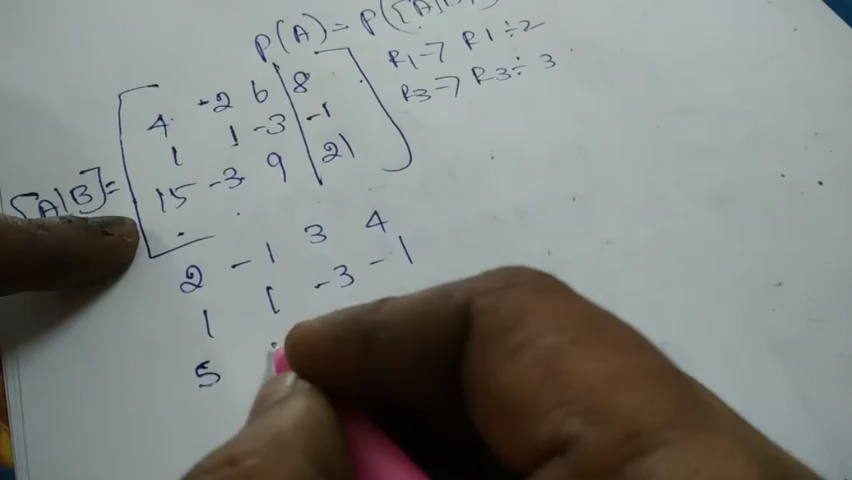 P(A) = P([A|B])
R1→ R1÷2
R3→ R3÷3
4 -2 6 8
1 1 -3 -1
[A|B]= 15 -3 9 21
2 -1 3 4
1 1 -3 -1
5